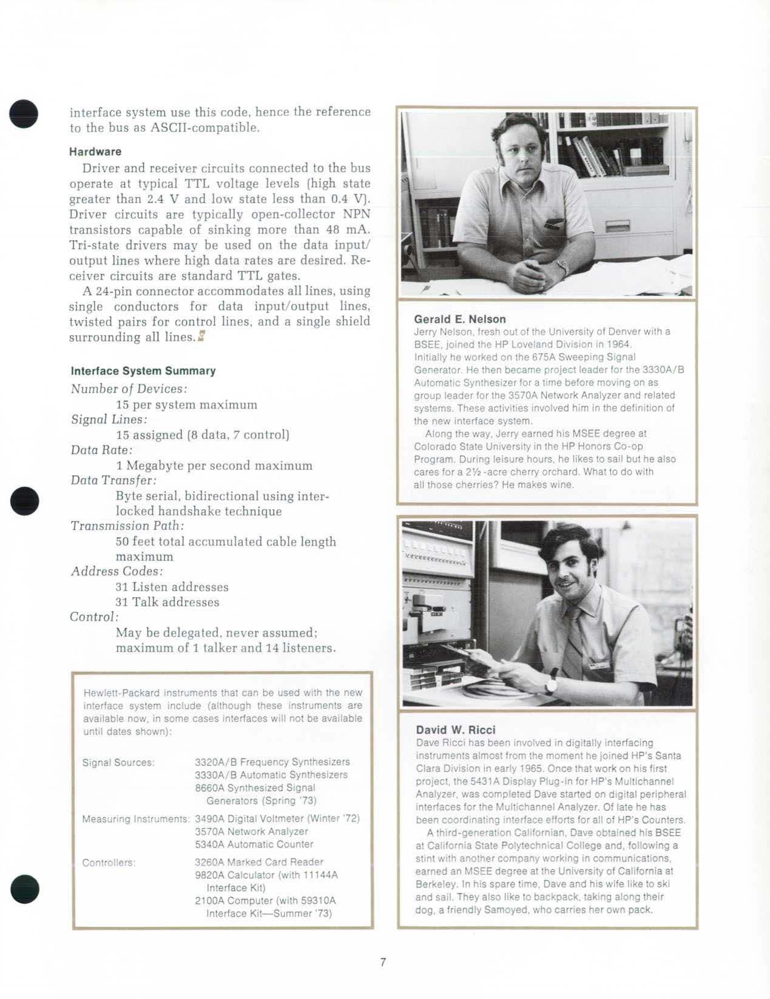 interface system use this code, hence the reference
to the bus as ASCII-compatible.
Hardware
Driver and receiver circuits connected to the bus
operate at typical TTL voltage levels (high state
greater than 2.4 V and low state less than 0.4 V).
Driver circuits are typically open-collector NPN
transistors capable of sinking more than 48 mA.
Tri-state drivers may be used on the data input/
output lines where high data rates are desired. Re-
ceiver circuits are standard TTL gates.
A 24-pin connector accommodates all lines, using
single conductors for data input/output lines,
twisted pairs for control lines, and a single shield
surrounding all lines.
Interface System Summary
Number of Devices:
15 per system maximum
Signal Lines:
15 assigned (8 data, 7 control)
Data Rate:
1 Megabyte per second maximum
Data Transfer:
Byte serial, bidirectional using inter-
locked handshake technique
Transmission Path:
50 feet total accumulated cable length
maximum
Address Codes:
31 Listen addresses
31 Talk addresses
Control:
May be delegated, never assumed;
maximum of 1 talker and 14 listeners.
Hewlett-Packard instruments that can be used with the new
interface system include (although these instruments are
available now, in some cases interfaces will not be available
until dates shown):
Signal Sources: 3320A/B Frequency Synthesizers
3330A/B Automatic Synthesizers
8660A Synthesized Signal
Generators (Spring '73)
Measuring Instruments: 3490A Digital Voltmeter (Winter '72)
3570A Network Analyzer
5340A Automatic Counter
Controllers: 3260A Marked Card Reader
9820A Calculator (with 11144A
Interface Kit)
2100A Computer (with 59310A
Interface Kit—Summer '73)
Gerald E. Nelson
Jerry Nelson, fresh out of the University of Denver with a
BSEE, joined the HP Loveland Division in 1964.
Initially he worked on the 675A Sweeping Signal
Generator. He then became project leader for the 3330A/B
Automatic Synthesizer for a time before moving on as
group leader for the 3570A Network Analyzer and related
systems. These activities involved him in the definition of
the new interface system.
Along the way, Jerry earned his MSEE degree at
Colorado State University in the HP Honors Co-op
Program. During leisure hours, he likes to sail but he also
cares for a 2½-acre cherry orchard. What to do with
all those cherries? He makes wine.
David W. Ricci
Dave Ricci has been involved in digitally interfacing
instruments almost from the moment he joined HP's Santa
Clara Division in early 1965. Once that work on his first
project, the 5431A Display Plug-in for HP's Multichannel
Analyzer, was completed Dave started on digital peripheral
interfaces for the Multichannel Analyzer. Of late he has
been coordinating interface efforts for all of HP's Counters.
A third-generation Californian, Dave obtained his BSEE
at California State Polytechnical College and, following a
stint with another company working in communications,
earned an MSEE degree at the University of California at
Berkeley. In his spare time, Dave and his wife like to ski
and sail. They also like to backpack, taking along their
dog, a friendly Samoyed, who carries her own pack.
7